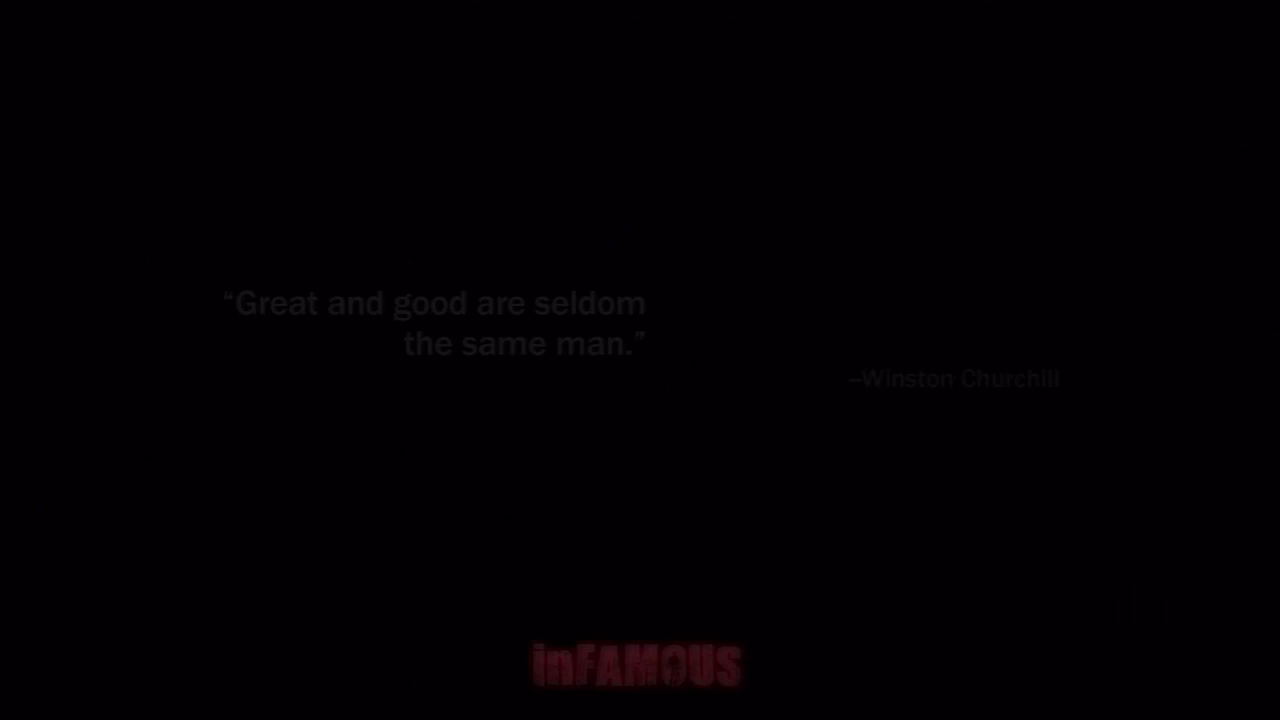 “Great and good are seldom
the same man.”
–Winston Churchill
inFAMOUS